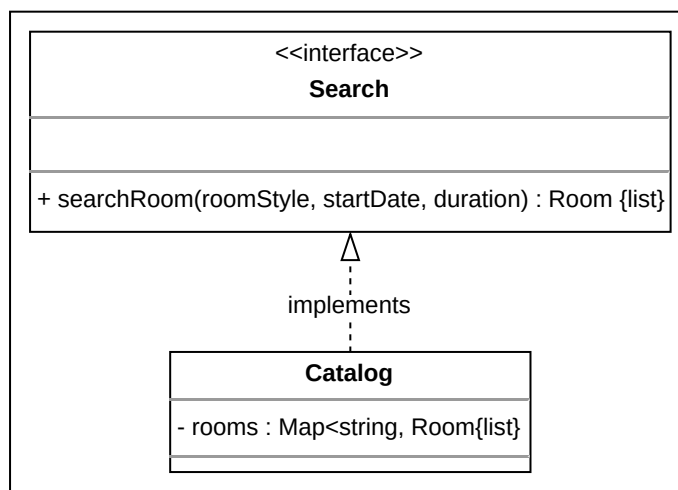 <<interface>>
Search
+ searchRoom(roomStyle, startDate, duration) : Room {list}
implements
Catalog
- rooms : Map<string, Room{list}